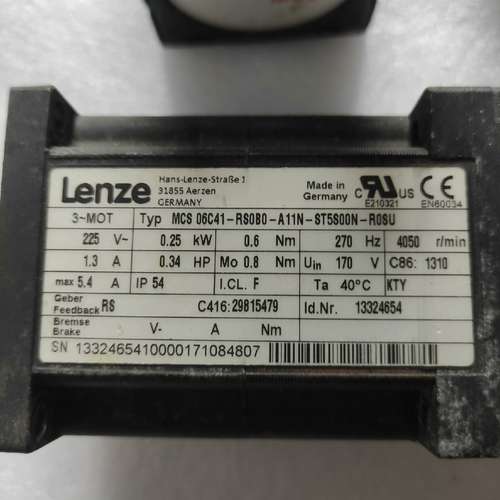 Lenze
Hans-Lenze-Straße 1
31855 Aerzen
GERMANY
Made in
Germany
C US
E210321
CE
EN60034
3~MOT Typ MCS 06C41-RS0B0-A11N-ST5S00N-R0SU
225 V~ 0.25 kW 0.6 Nm 270 Hz 4050 r/min
1.3 A 0.34 HP Mo 0.8 Nm Uin 170 V C86: 1310
max 5.4 A IP 54 I.CL. F Ta 40°C KTY
Geber
Feedback RS C416:29815479 Id.Nr. 13324654
Bremse
Brake V- A Nm
SN 1332465410000171084807